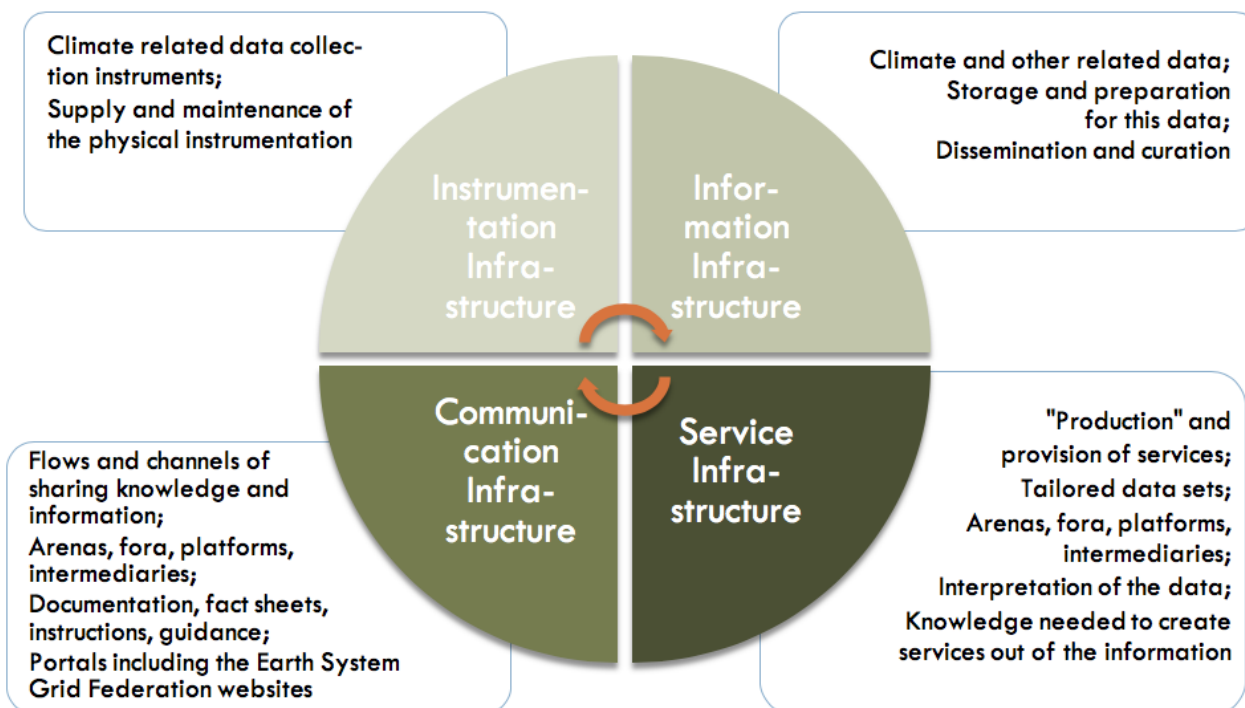 Climate related data collec-
tion instruments;
Supply and maintenance of
the physical instrumentation
Climate and other related data;
Storage and preparation
for this data;
Dissemination and curation
Instrumen-
tation
Infra-
structure
Infor-
mation
Infra-
structure
Communi-
cation
Infra-
structure
Service
Infra-
structure
Flows and channels of
sharing knowledge and
information;
Arenas, fora, platforms,
intermediaries;
Documentation, fact sheets,
instructions, guidance;
Portals including the Earth System
Grid Federation websites
"Production" and
provision of services;
Tailored data sets;
Arenas, fora, platforms,
intermediaries;
Interpretation of the data;
Knowledge needed to create
services out of the information